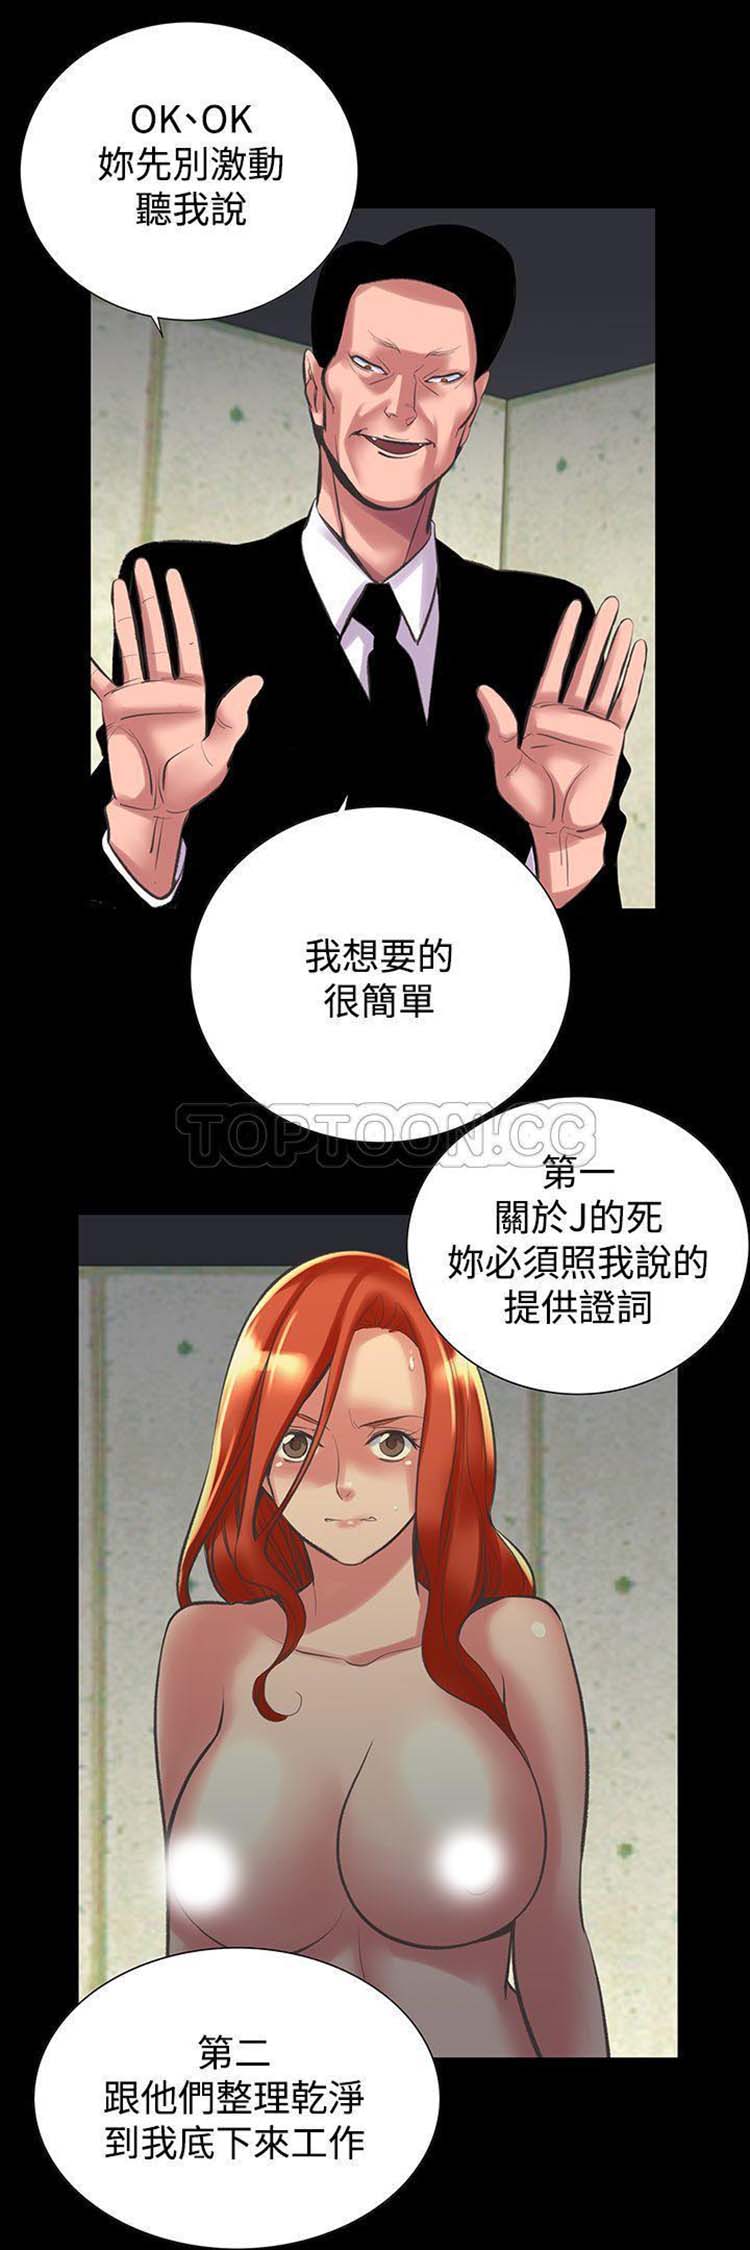 OK、OK
妳先別激動
聽我說
我想要的
很簡單
TOPTOON.CC
第一
關於J的死
妳必須照我說的
提供證詞
第二
跟他們整理乾淨
到我底下來工作